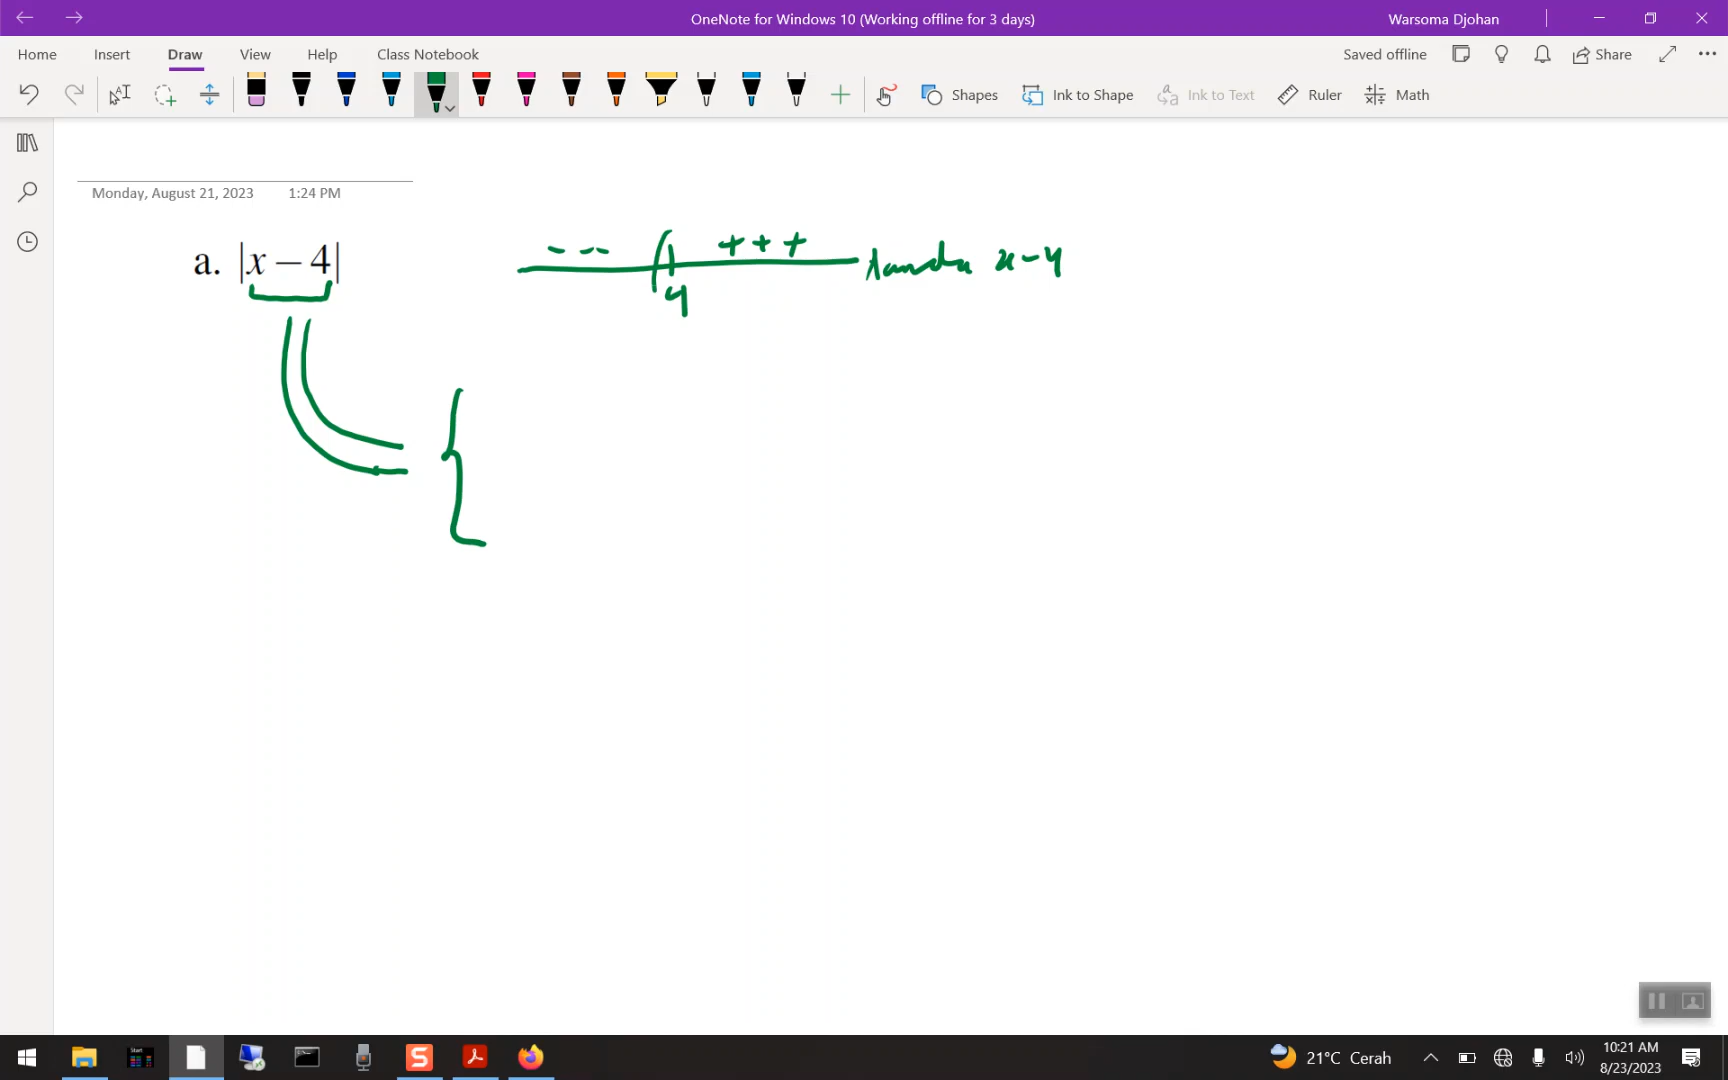 OneNote for Windows 10 (Working offline for 3 days)
Warsoma Djohan
Home Insert Draw View Help Class Notebook
Saved offline Share
Shapes Ink to Shape Ink to Text Ruler Math
Monday, August 21, 2023 1:24 PM
a. |x − 4|
- - - + + + tanda x-4
4
Start
21°C Cerah
10:21 AM
8/23/2023